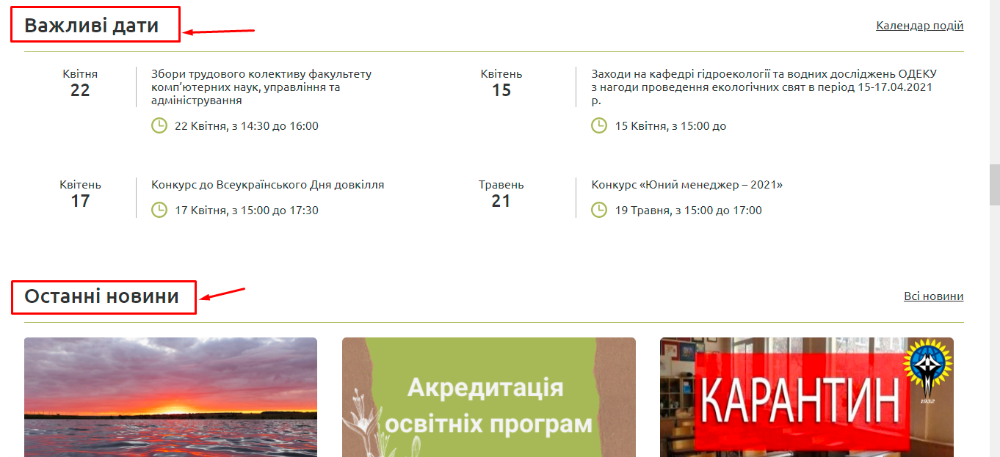 Важливі дати
Календар подій
Квітня
22
Збори трудового колективу факультету
комп’ютерних наук, управління та
адміністрування
22 Квітня, з 14:30 до 16:00
Квітень
15
Заходи на кафедрі гідроекології та водних досліджень ОДЕКУ
з нагоди проведення екологічних свят в період 15-17.04.2021
р.
15 Квітня, з 15:00 до
Квітень
17
Конкурс до Всеукраїнського Дня довкілля
17 Квітня, з 15:00 до 17:30
Травень
21
Конкурс «Юний менеджер – 2021»
19 Травня, з 15:00 до 17:00
Останні новини
Всі новини
Акредитація
освітніх програм
КАРАНТИН
1932